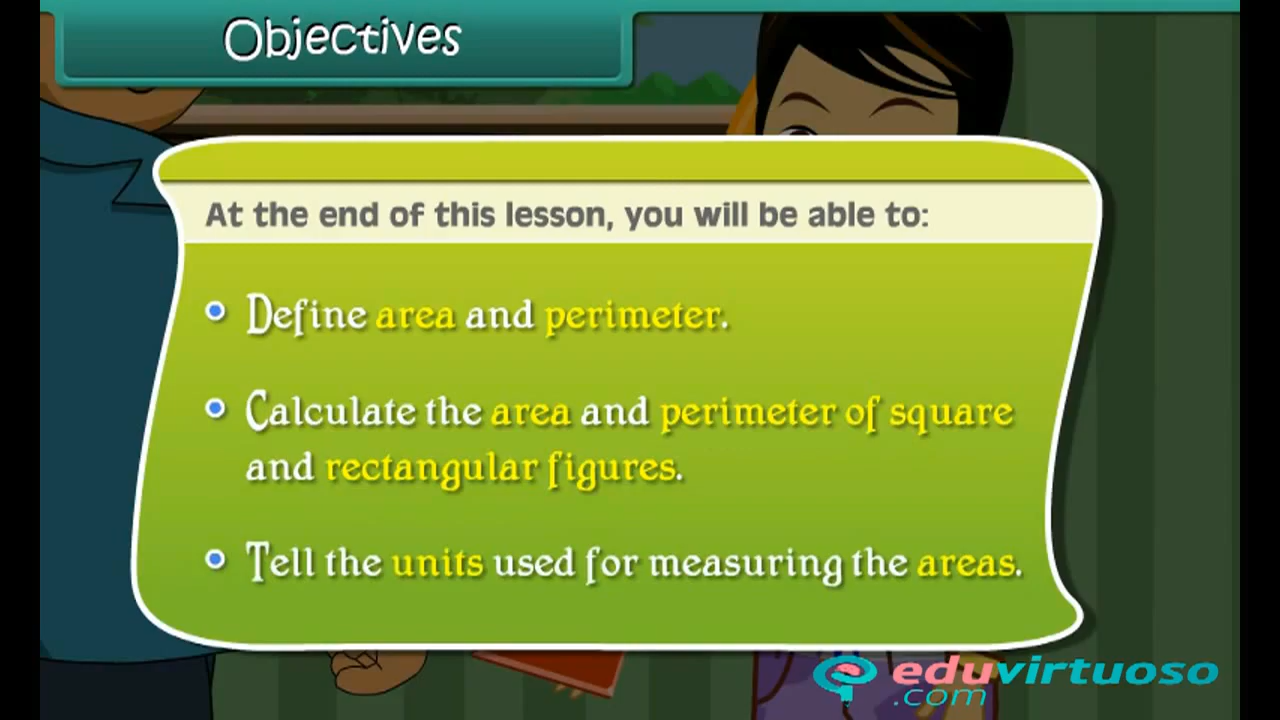 Objectives
At the end of this lesson, you will be able to:
Define area and perimeter.
Calculate the area and perimeter of square
and rectangular figures.
Tell the units used for measuring the areas.
eduvirtuoso
.com